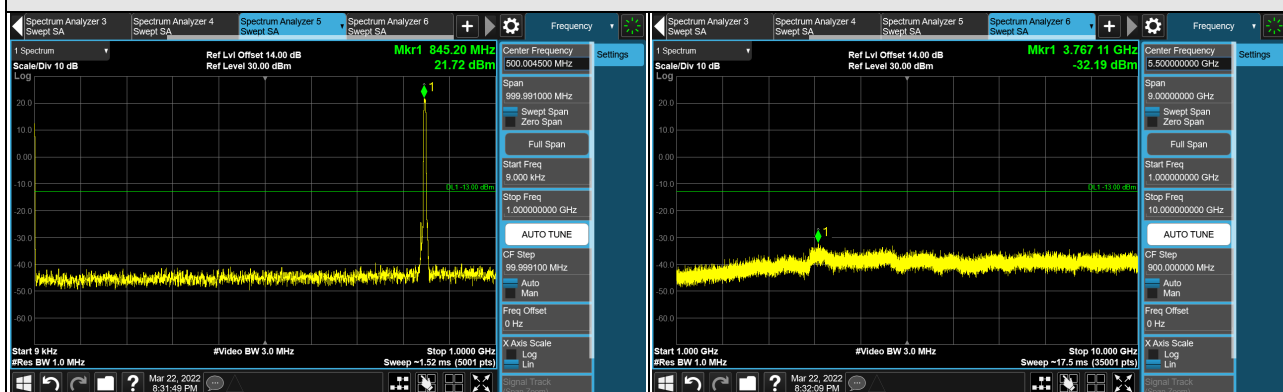 Spectrum Analyzer 3
Swept SA
Spectrum Analyzer 4
Swept SA
Spectrum Analyzer 5
Swept SA
Spectrum Analyzer 6
Swept SA
+
Frequency
1 Spectrum
Scale/Div 10 dB
Log
Ref Lvl Offset 14.00 dB
Ref Level 30.00 dBm
Mkr1 845.20 MHz
21.72 dBm
1
20.0
10.0
0.00
-10.0
-20.0
-30.0
-40.0
-50.0
-60.0
DL1 -13.00 dBm
Start 9 kHz
#Res BW 1.0 MHz
#Video BW 3.0 MHz
Stop 1.0000 GHz
Sweep ~1.52 ms (5001 pts)
Center Frequency
500.004500 MHz
Settings
Span
999.991000 MHz
Swept Span
Zero Span
Full Span
Start Freq
9.000 kHz
Stop Freq
1.000000000 GHz
AUTO TUNE
CF Step
99.999100 MHz
Auto
Man
Freq Offset
0 Hz
X Axis Scale
Log
Lin
Signal Track
?
Mar 22, 2022
8:31:49 PM
Spectrum Analyzer 3
Swept SA
Spectrum Analyzer 4
Swept SA
Spectrum Analyzer 5
Swept SA
Spectrum Analyzer 6
Swept SA
+
Frequency
1 Spectrum
Scale/Div 10 dB
Log
Ref Lvl Offset 14.00 dB
Ref Level 30.00 dBm
Mkr1 3.767 11 GHz
-32.19 dBm
1
20.0
10.0
0.00
-10.0
-20.0
-30.0
-40.0
-50.0
-60.0
DL1 -13.00 dBm
Start 1.000 GHz
#Res BW 1.0 MHz
#Video BW 3.0 MHz
Stop 10.000 GHz
Sweep ~17.5 ms (35001 pts)
Center Frequency
5.500000000 GHz
Settings
Span
9.00000000 GHz
Swept Span
Zero Span
Full Span
Start Freq
1.000000000 GHz
Stop Freq
10.000000000 GHz
AUTO TUNE
CF Step
900.000000 MHz
Auto
Man
Freq Offset
0 Hz
X Axis Scale
Log
Lin
Signal Track
?
Mar 22, 2022
8:32:09 PM